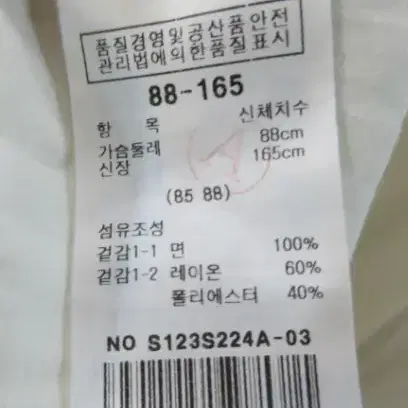 품질경영및공산품안전
관리법에의한품질표시
88-165
항 목 신체치수
가슴둘레 88cm
신장 165cm
(85 88)
섬유조성
겉감1-1 면 100%
겉감1-2 레이온 60%
폴리에스터 40%
NO S123S224A-03
A